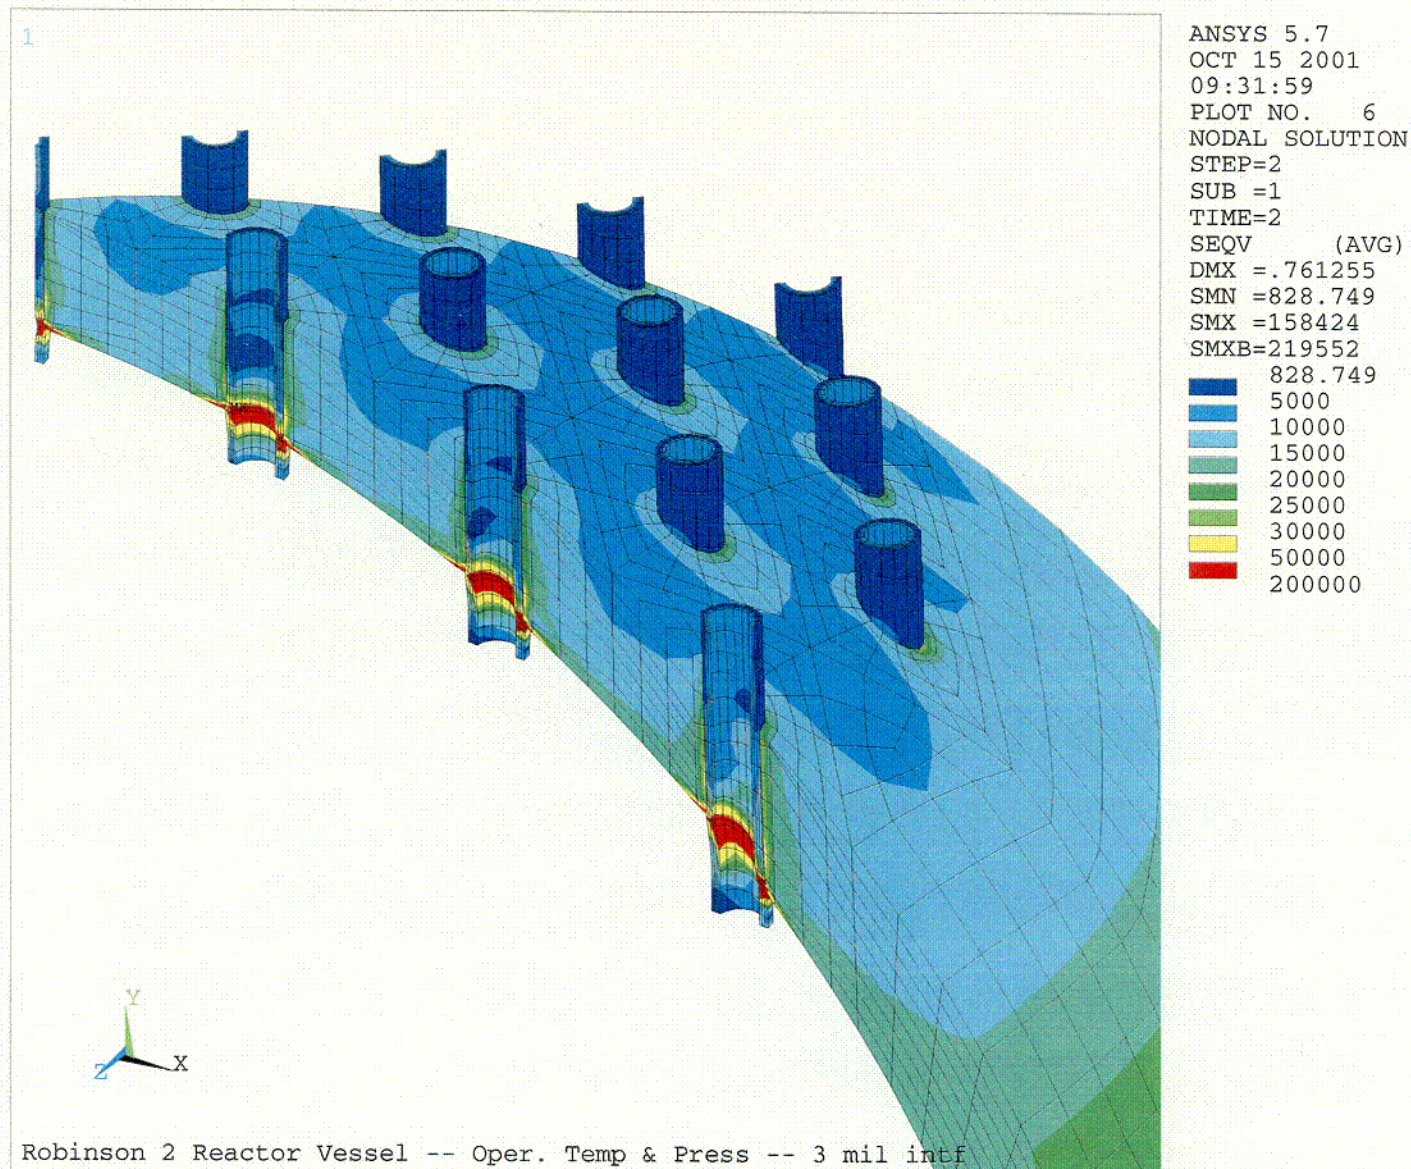 1
ANSYS 5.7
OCT 15 2001
09:31:59
PLOT NO.   6
NODAL SOLUTION
STEP=2
SUB =1
TIME=2
SEQV     (AVG)
DMX =.761255
SMN =828.749
SMX =158424
SMXB=219552
828.749
5000
10000
15000
20000
25000
30000
50000
200000
Y
Z
X
Robinson 2 Reactor Vessel -- Oper. Temp & Press -- 3 mil intf